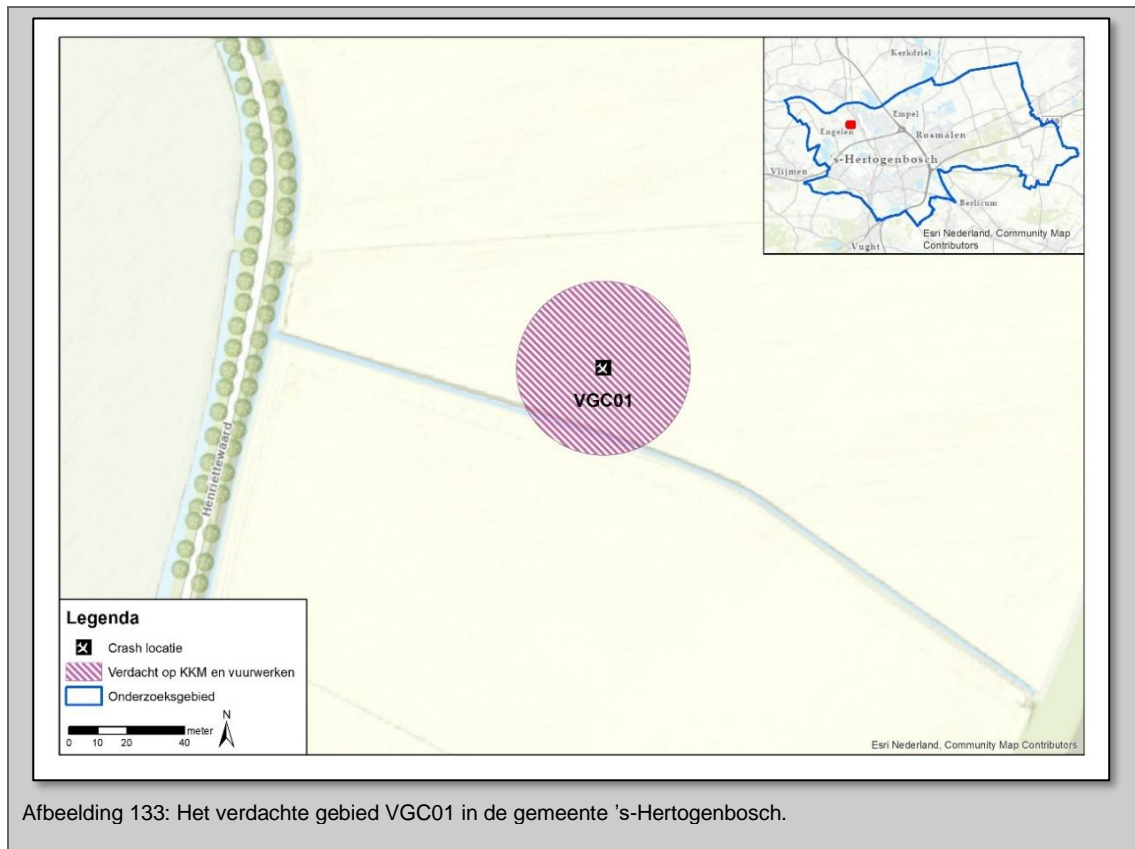 Kerkdriel
Empel
Engelen
Rosmalen
's-Hertogenbosch
Vlijmen
Berlicum
Vught
Esri Nederland, Community Map
Contributors
VGC01
Henriëttewaard
Legenda
Crash locatie
Verdacht op KKM en vuurwerken
Onderzoeksgebied
N
meter
0 10 20 40
Esri Nederland, Community Map Contributors
Afbeelding 133: Het verdachte gebied VGC01 in de gemeente ’s-Hertogenbosch.